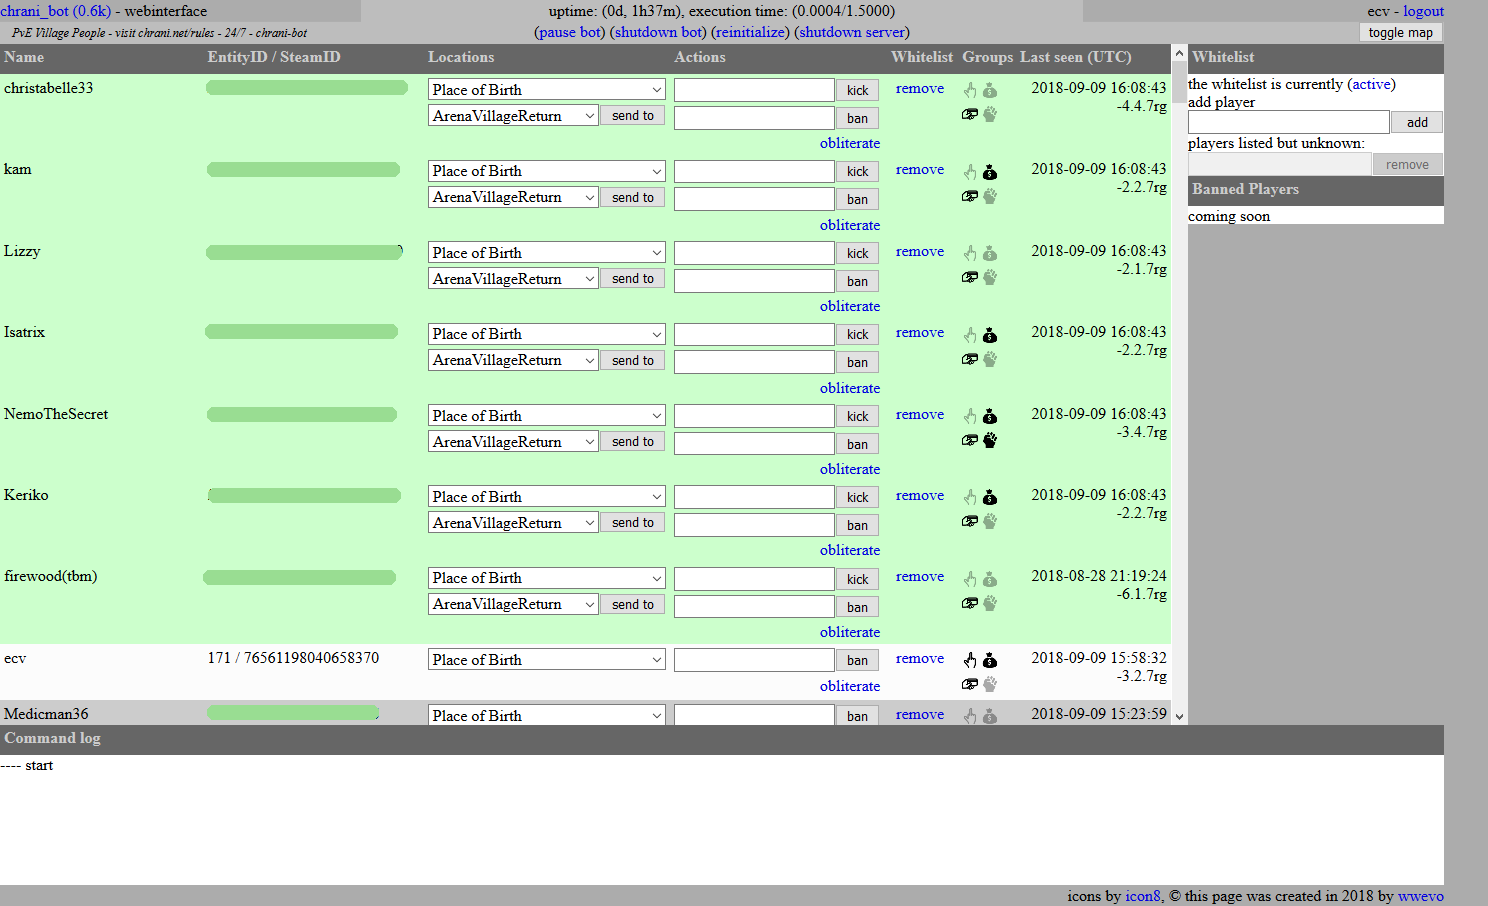 chrani_bot (0.6k) - webinterface
uptime: (0d, 1h37m), execution time: (0.0004/1.5000)
ecv - logout
PvE Village People - visit chrani.net/rules - 24/7 - chrani-bot
(pause bot) (shutdown bot) (reinitialize) (shutdown server)
toggle map
Name EntityID / SteamID Locations Actions Whitelist Groups Last seen (UTC)
christabelle33 Place of Birth kick remove 2018-09-09 16:08:43
ArenaVillageReturn send to ban -4.4.7rg
obliterate
kam Place of Birth kick remove 2018-09-09 16:08:43
ArenaVillageReturn send to ban -2.2.7rg
obliterate
Lizzy Place of Birth kick remove 2018-09-09 16:08:43
ArenaVillageReturn send to ban -2.1.7rg
obliterate
Isatrix Place of Birth kick remove 2018-09-09 16:08:43
ArenaVillageReturn send to ban -2.2.7rg
obliterate
NemoTheSecret Place of Birth kick remove 2018-09-09 16:08:43
ArenaVillageReturn send to ban -3.4.7rg
obliterate
Keriko Place of Birth kick remove 2018-09-09 16:08:43
ArenaVillageReturn send to ban -2.2.7rg
obliterate
firewood(tbm) Place of Birth kick remove 2018-08-28 21:19:24
ArenaVillageReturn send to ban -6.1.7rg
obliterate
ecv 171 / 76561198040658370 Place of Birth ban remove 2018-09-09 15:58:32
-3.2.7rg
obliterate
Medicman36 Place of Birth ban remove 2018-09-09 15:23:59
Whitelist
the whitelist is currently (active)
add player
add
players listed but unknown:
remove
Banned Players
coming soon
Command log
---- start
icons by icon8, © this page was created in 2018 by wwevo